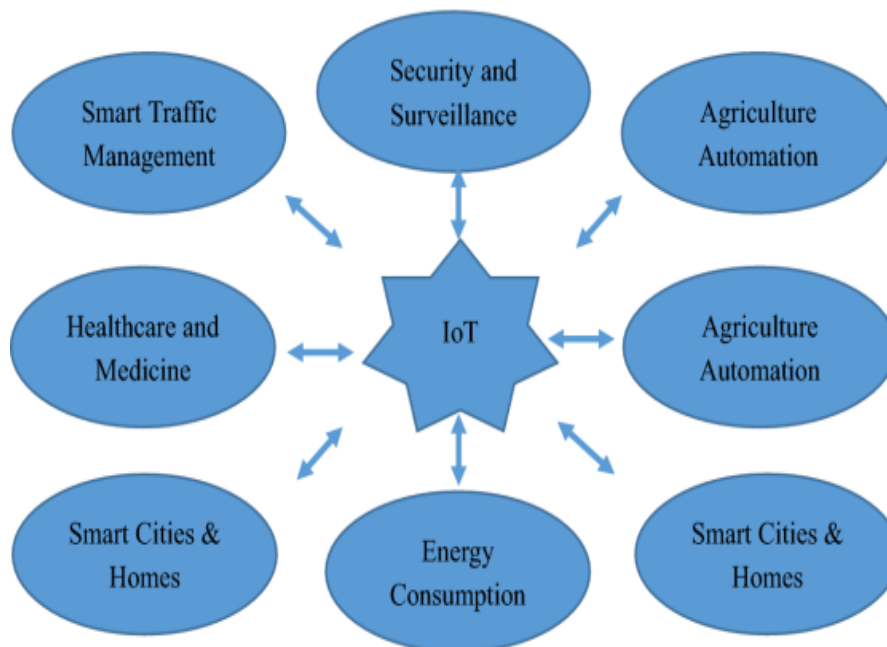 Security and
Surveillance
Smart Traffic
Management
Agriculture
Automation
Healthcare and
Medicine
IoT
Agriculture
Automation
Smart Cities &
Homes
Energy
Consumption
Smart Cities &
Homes